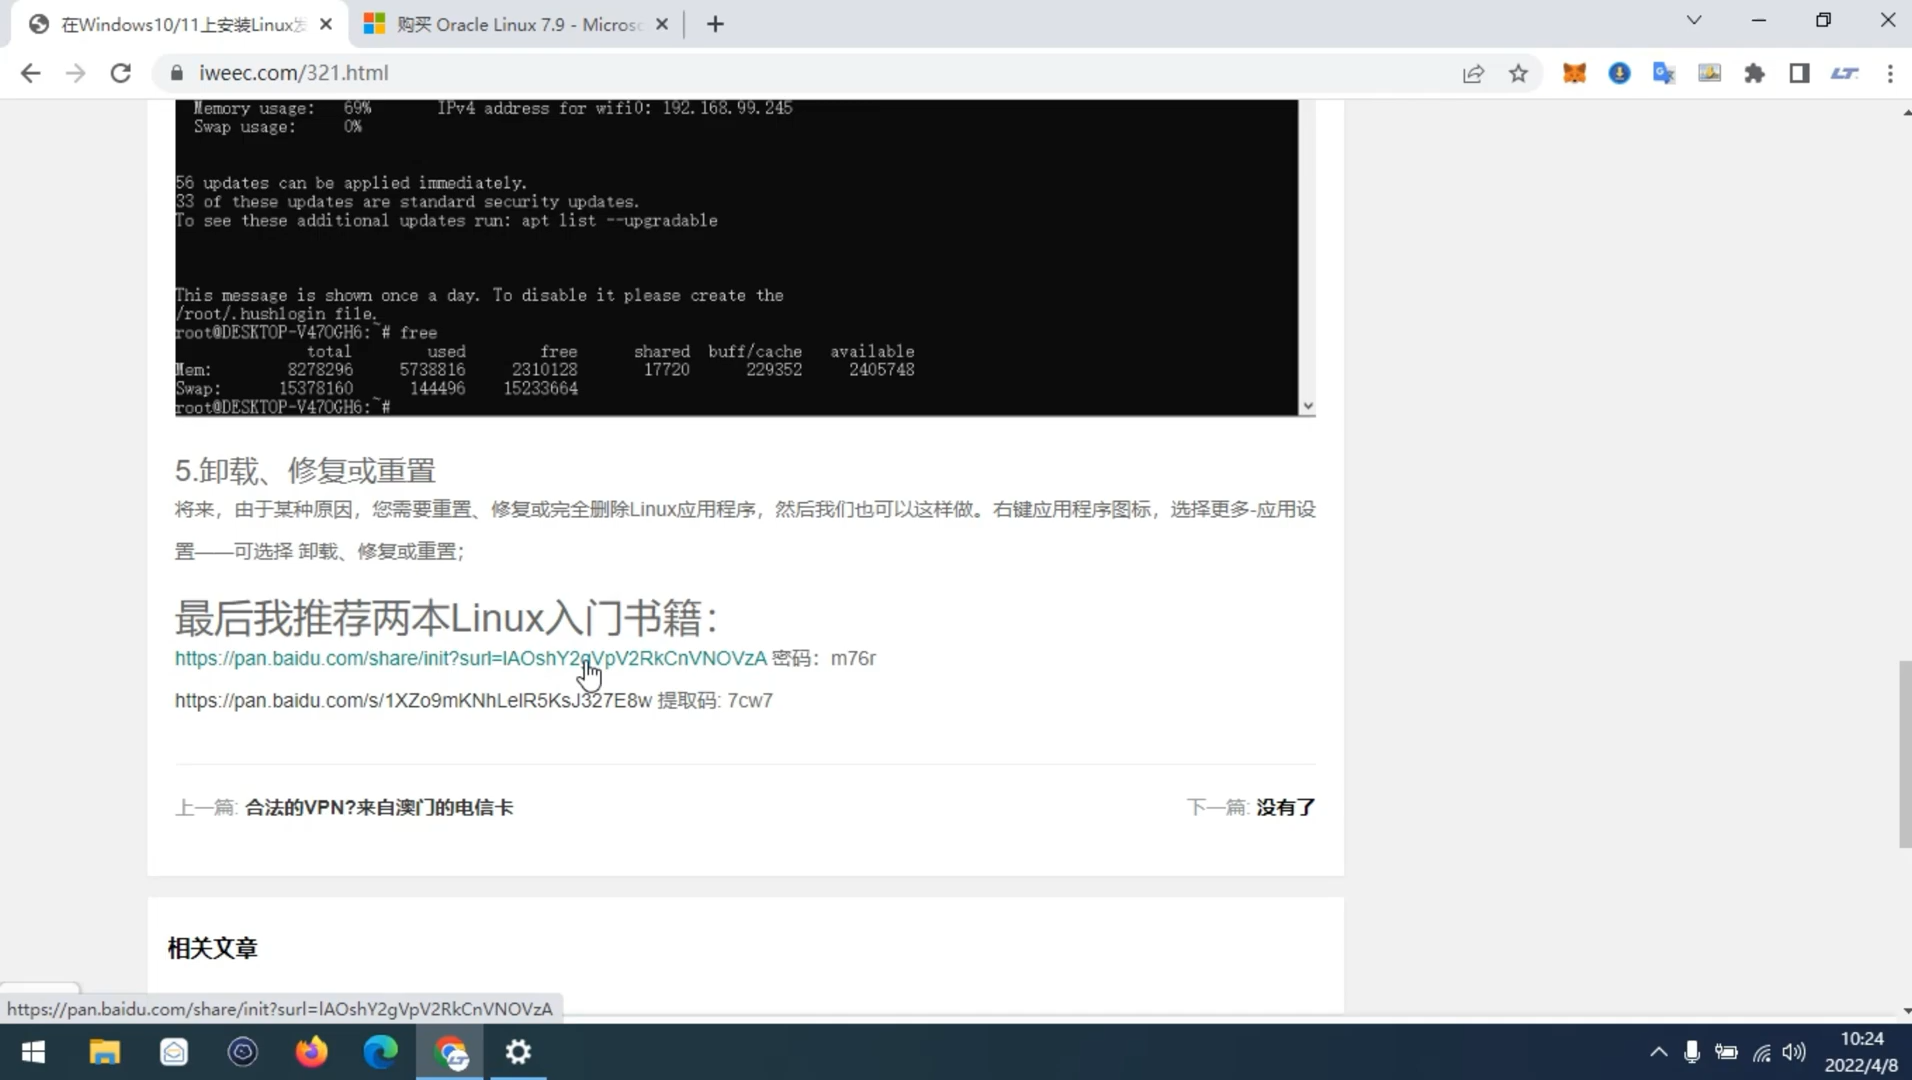 在Windows10/11上安装Linux发
购买 Oracle Linux 7.9 - Microsc
iweec.com/321.html
Memory usage: 69% IPv4 address for wifi0: 192.168.99.245
Swap usage: 0%
56 updates can be applied immediately.
33 of these updates are standard security updates.
To see these additional updates run: apt list --upgradable
This message is shown once a day. To disable it please create the
/root/.hushlogin file.
root@DESKTOP-V47OGH6:~# free
total used free shared buff/cache available
Mem: 8278296 5738816 2310128 17720 229352 2405748
Swap: 15378160 144496 15233664
root@DESKTOP-V47OGH6:~#
5.卸载、修复或重置
将来，由于某种原因，您需要重置、修复或完全删除Linux应用程序，然后我们也可以这样做。右键应用程序图标，选择更多-应用设
置——可选择 卸载、修复或重置；
最后我推荐两本Linux入门书籍：
https://pan.baidu.com/share/init?surl=lAOshY2gVpV2RkCnVNOVzA 密码：m76r
https://pan.baidu.com/s/1XZo9mKNhLelR5KsJ327E8w 提取码: 7cw7
上一篇: 合法的VPN?来自澳门的电信卡
下一篇: 没有了
相关文章
https://pan.baidu.com/share/init?surl=lAOshY2gVpV2RkCnVNOVzA
10:24
2022/4/8